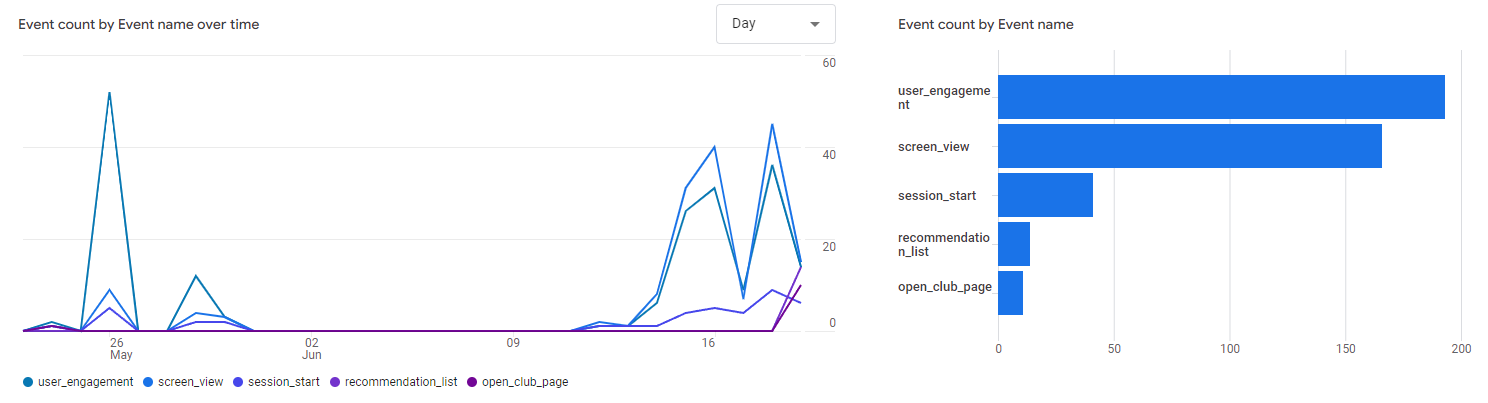 Event count by Event name over time
Day
60
40
20
0
26
May
02
Jun
09
16
user_engagement
screen_view
session_start
recommendation_list
open_club_page
Event count by Event name
user_engageme
nt
screen_view
session_start
recommendatio
n_list
open_club_page
0
50
100
150
200